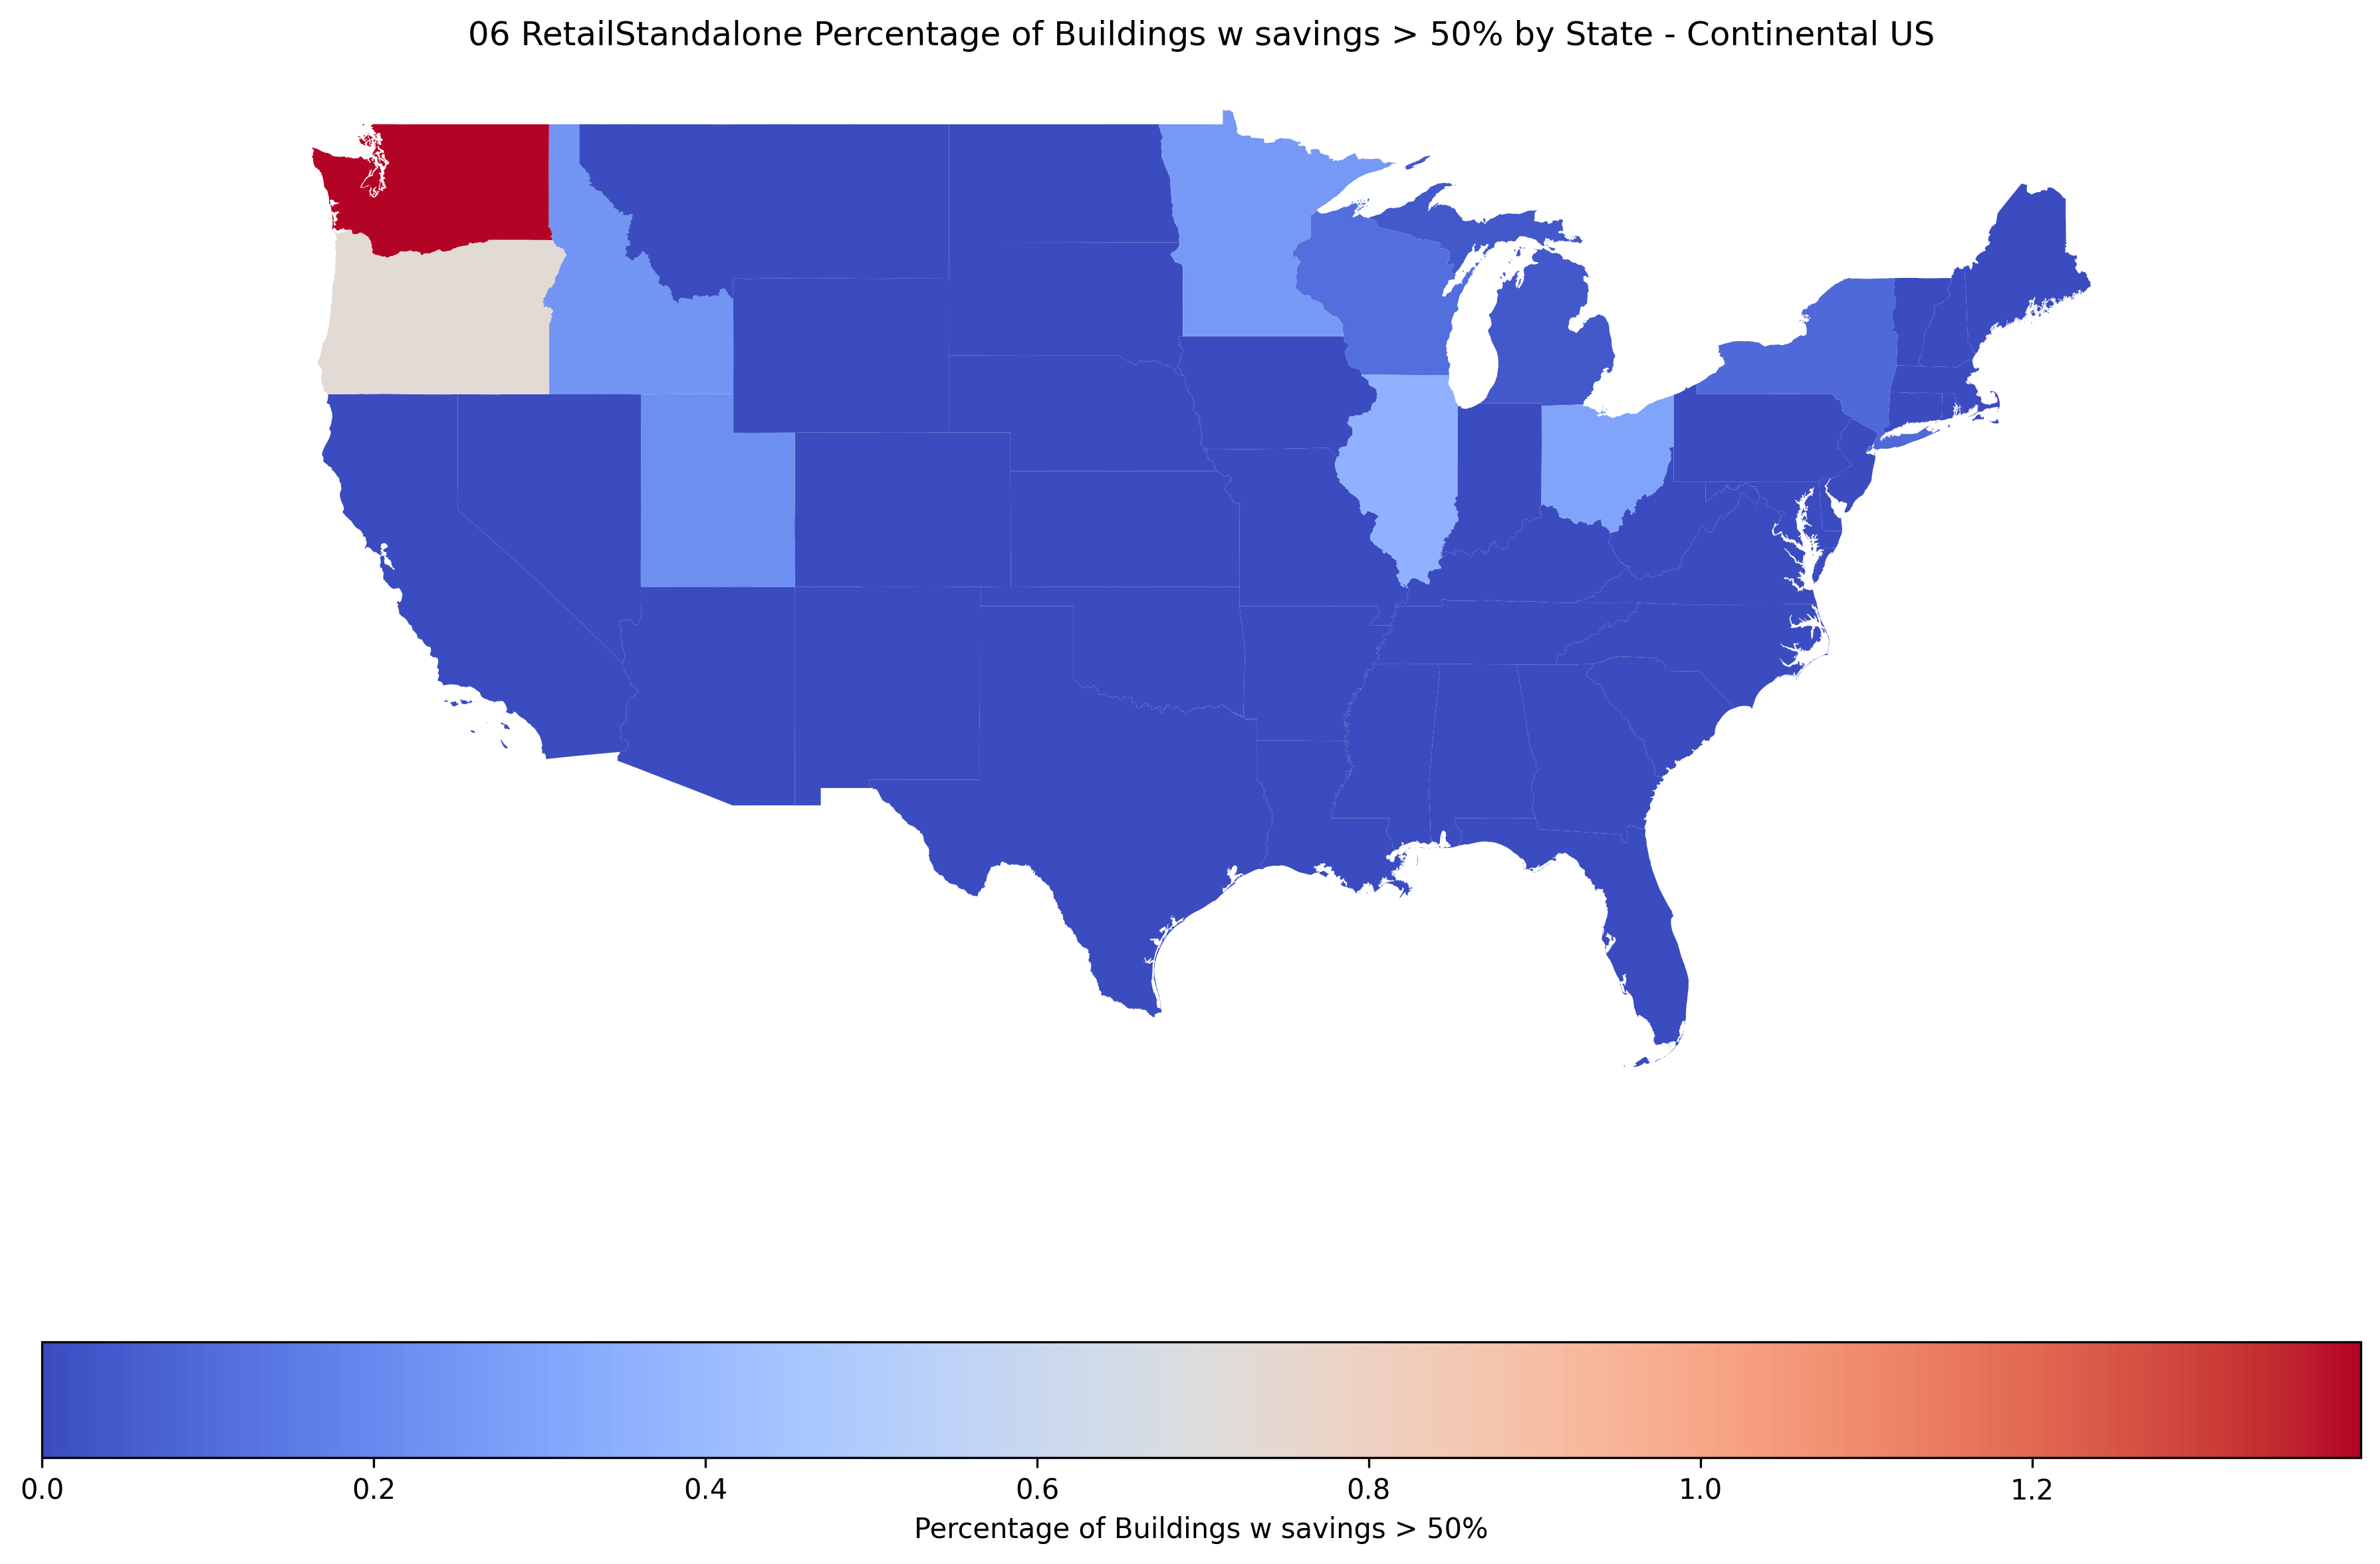 06 RetailStandalone Percentage of Buildings w savings > 50% by State - Continental US
0.0 0.2 0.4 0.6 0.8 1.0 1.2
Percentage of Buildings w savings > 50%